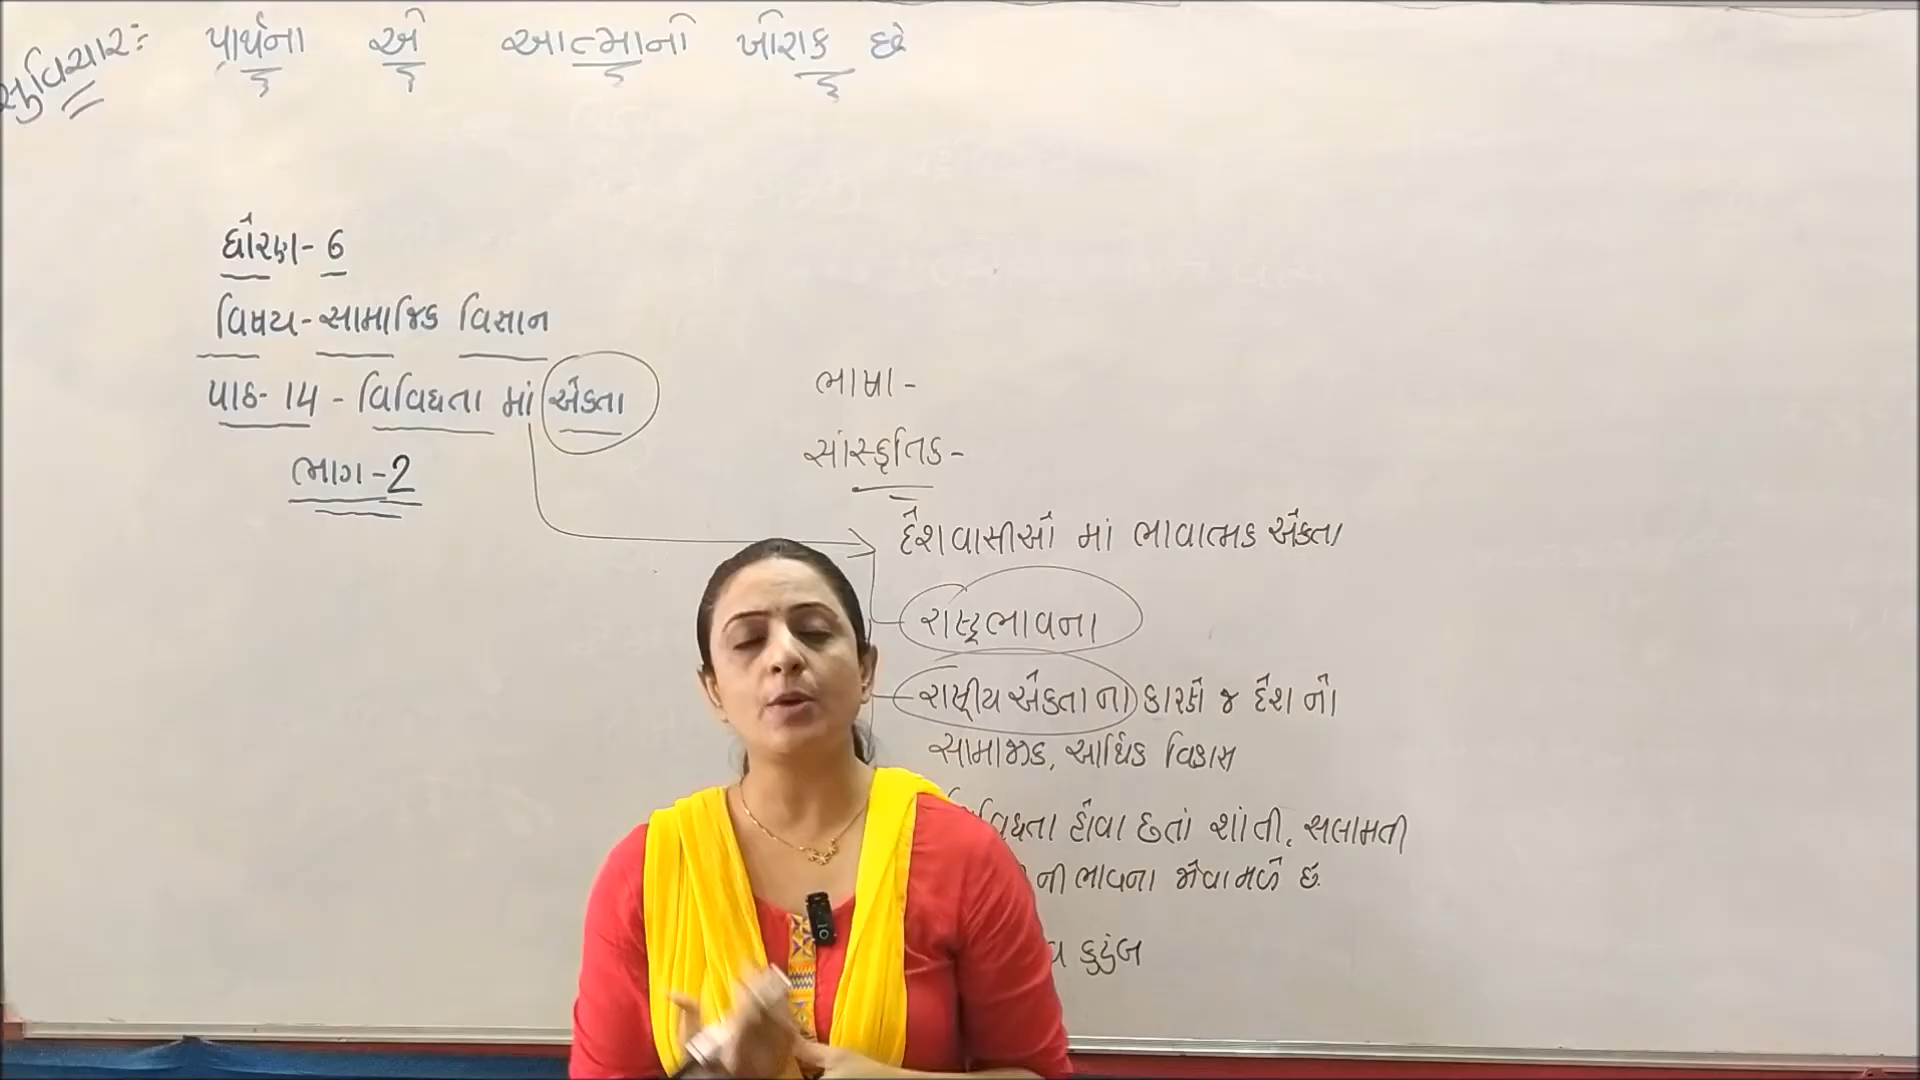 સુવિચાર:- પ્રાર્થના એ આત્માનો ખોરાક છે
ધોરણ - 6
વિષય - સામાજિક વિજ્ઞાન
પાઠ - 14 - વિવિધતા માં એકતા
ભાગ - 2
ભાષા -
સાંસ્કૃતિક -
દેશવાસીઓ માં ભાવાત્મક એકતા
રાષ્ટ્રભાવના
રાષ્ટ્રીય એકતા ના કારણે જ દેશ નો
સામાજીક, આર્થિક વિકાસ
વિવિધતા હોવા છતાં શાંતી, સલામતી
ની ભાવના જોવા મળે છે.
કુટુંબ